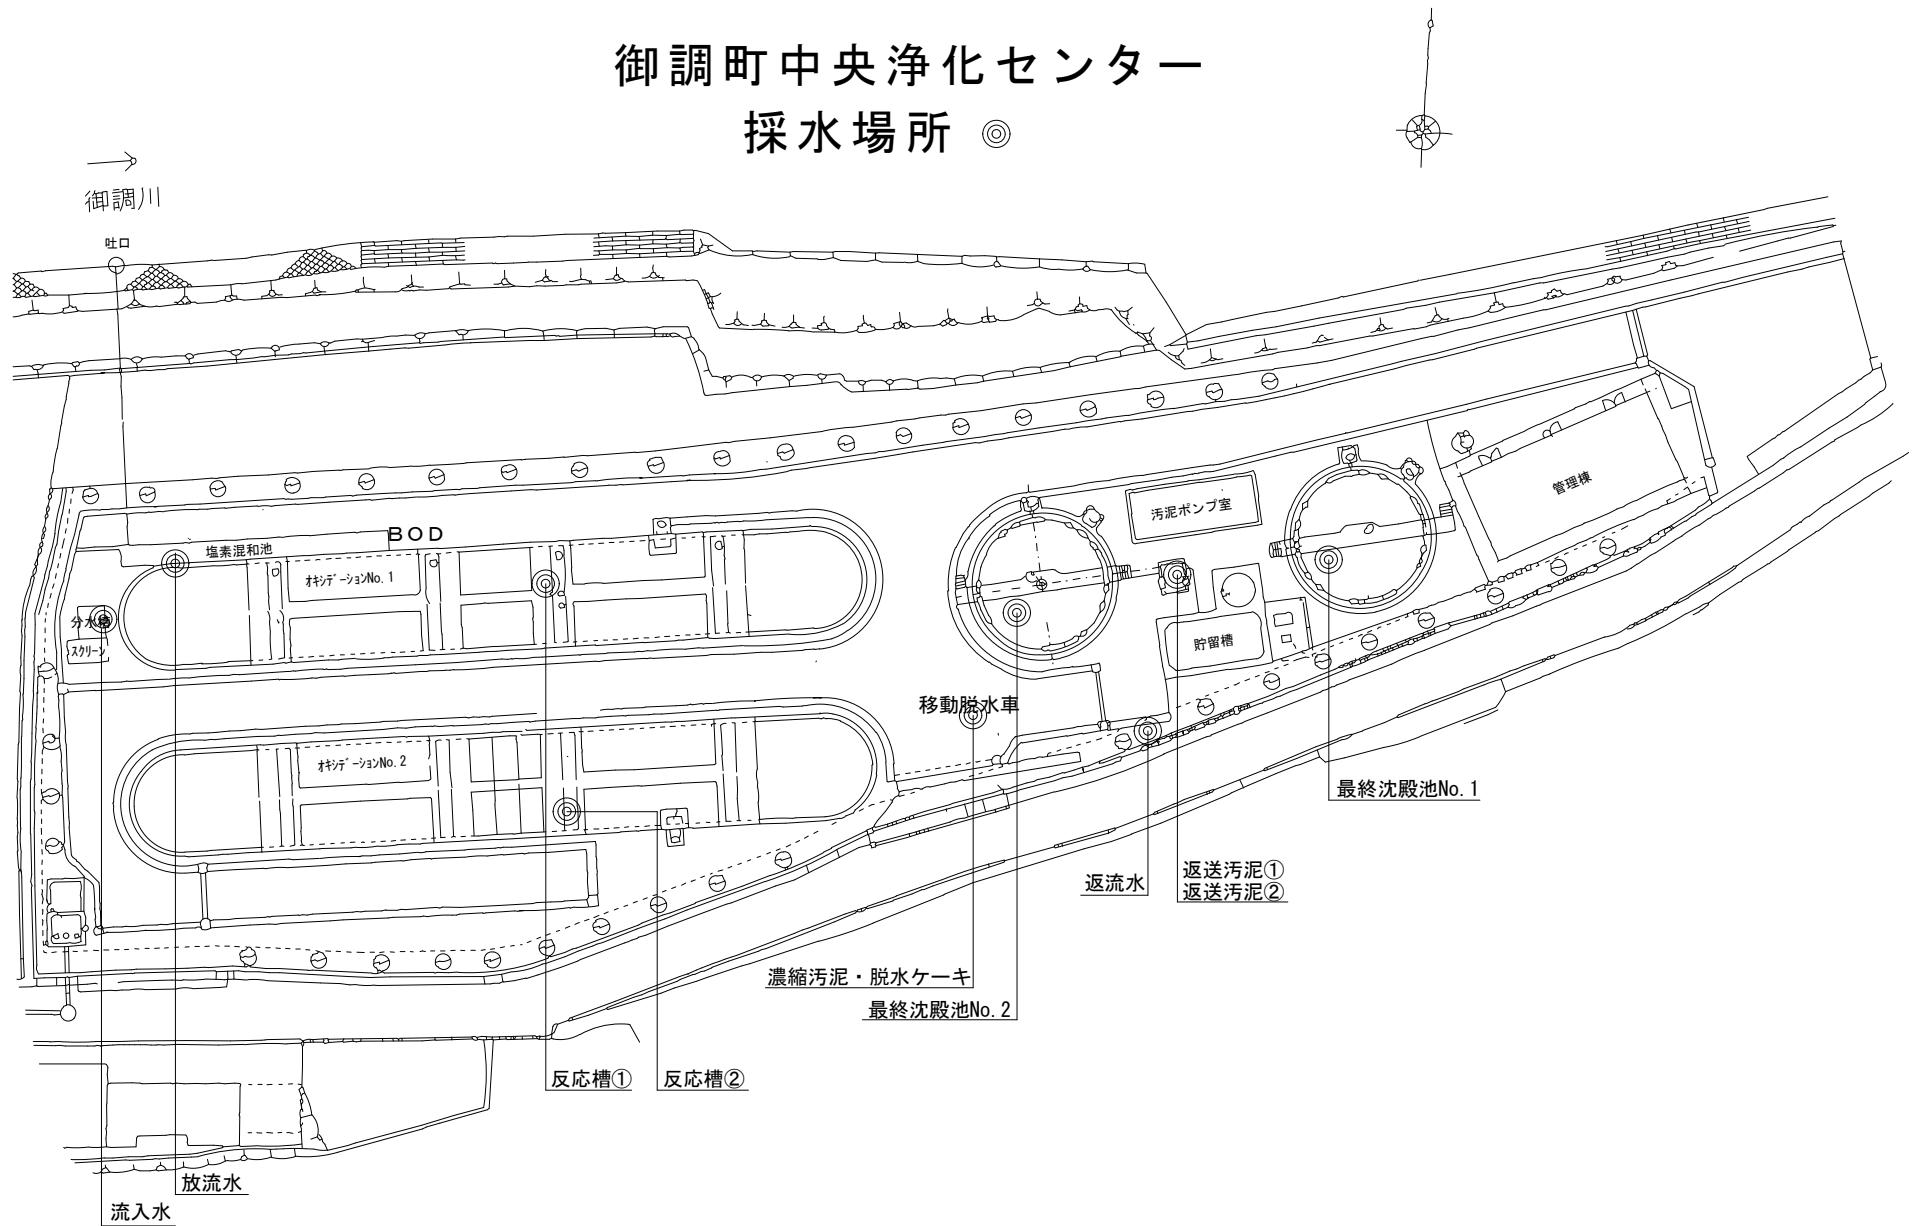 御調町中央浄化センター
採水場所
御調川
吐口
BOD
塩素混和池
オキシデーションNo.1
分水槽
スクリーン
オキシデーションNo.2
汚泥ポンプ室
管理棟
貯留槽
移動脱水車
最終沈殿池No.1
返送汚泥①
返送汚泥②
返流水
濃縮汚泥・脱水ケーキ
最終沈殿池No.2
反応槽①
反応槽②
放流水
流入水